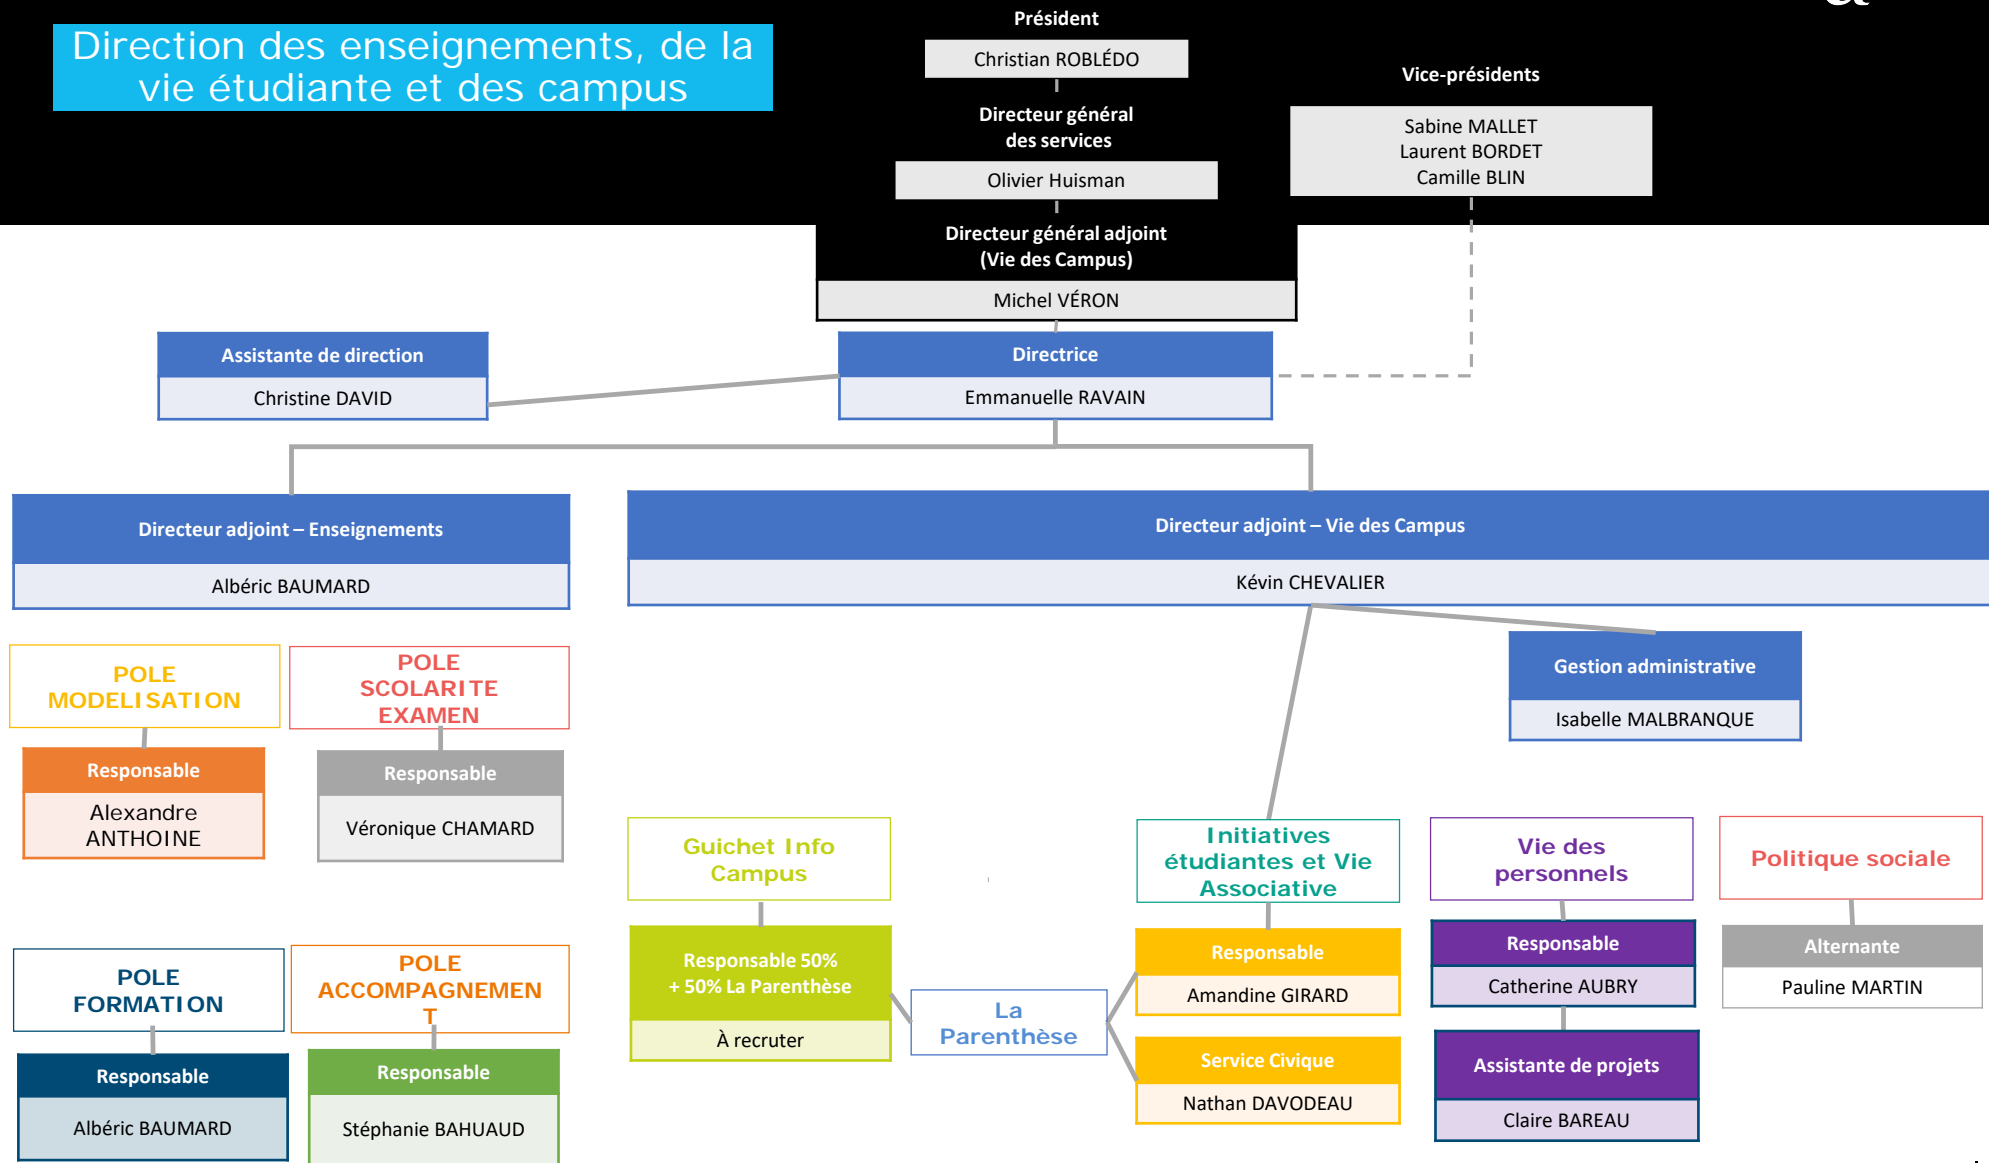 &
Direction des enseignements, de la
vie étudiante et des campus
Président
Christian ROBLÉDO
Directeur général
des services
Olivier Huisman
Directeur général adjoint
(Vie des Campus)
Michel VÉRON
Vice-présidents
Sabine MALLET
Laurent BORDET
Camille BLIN
Assistante de direction
Christine DAVID
Directrice
Emmanuelle RAVAIN
Directeur adjoint – Enseignements
Albéric BAUMARD
Directeur adjoint – Vie des Campus
Kévin CHEVALIER
Gestion administrative
Isabelle MALBRANQUE
POLE
MODELISATION
Responsable
Alexandre
ANTHOINE
POLE
SCOLARITE
EXAMEN
Responsable
Véronique CHAMARD
POLE
FORMATION
Responsable
Albéric BAUMARD
POLE
ACCOMPAGNEMEN
T
Responsable
Stéphanie BAHUAUD
Guichet Info
Campus
Responsable 50%
+ 50% La Parenthèse
À recruter
La
Parenthèse
Initiatives
étudiantes et Vie
Associative
Responsable
Amandine GIRARD
Service Civique
Nathan DAVODEAU
Vie des
personnels
Responsable
Catherine AUBRY
Assistante de projets
Claire BAREAU
Politique sociale
Alternante
Pauline MARTIN